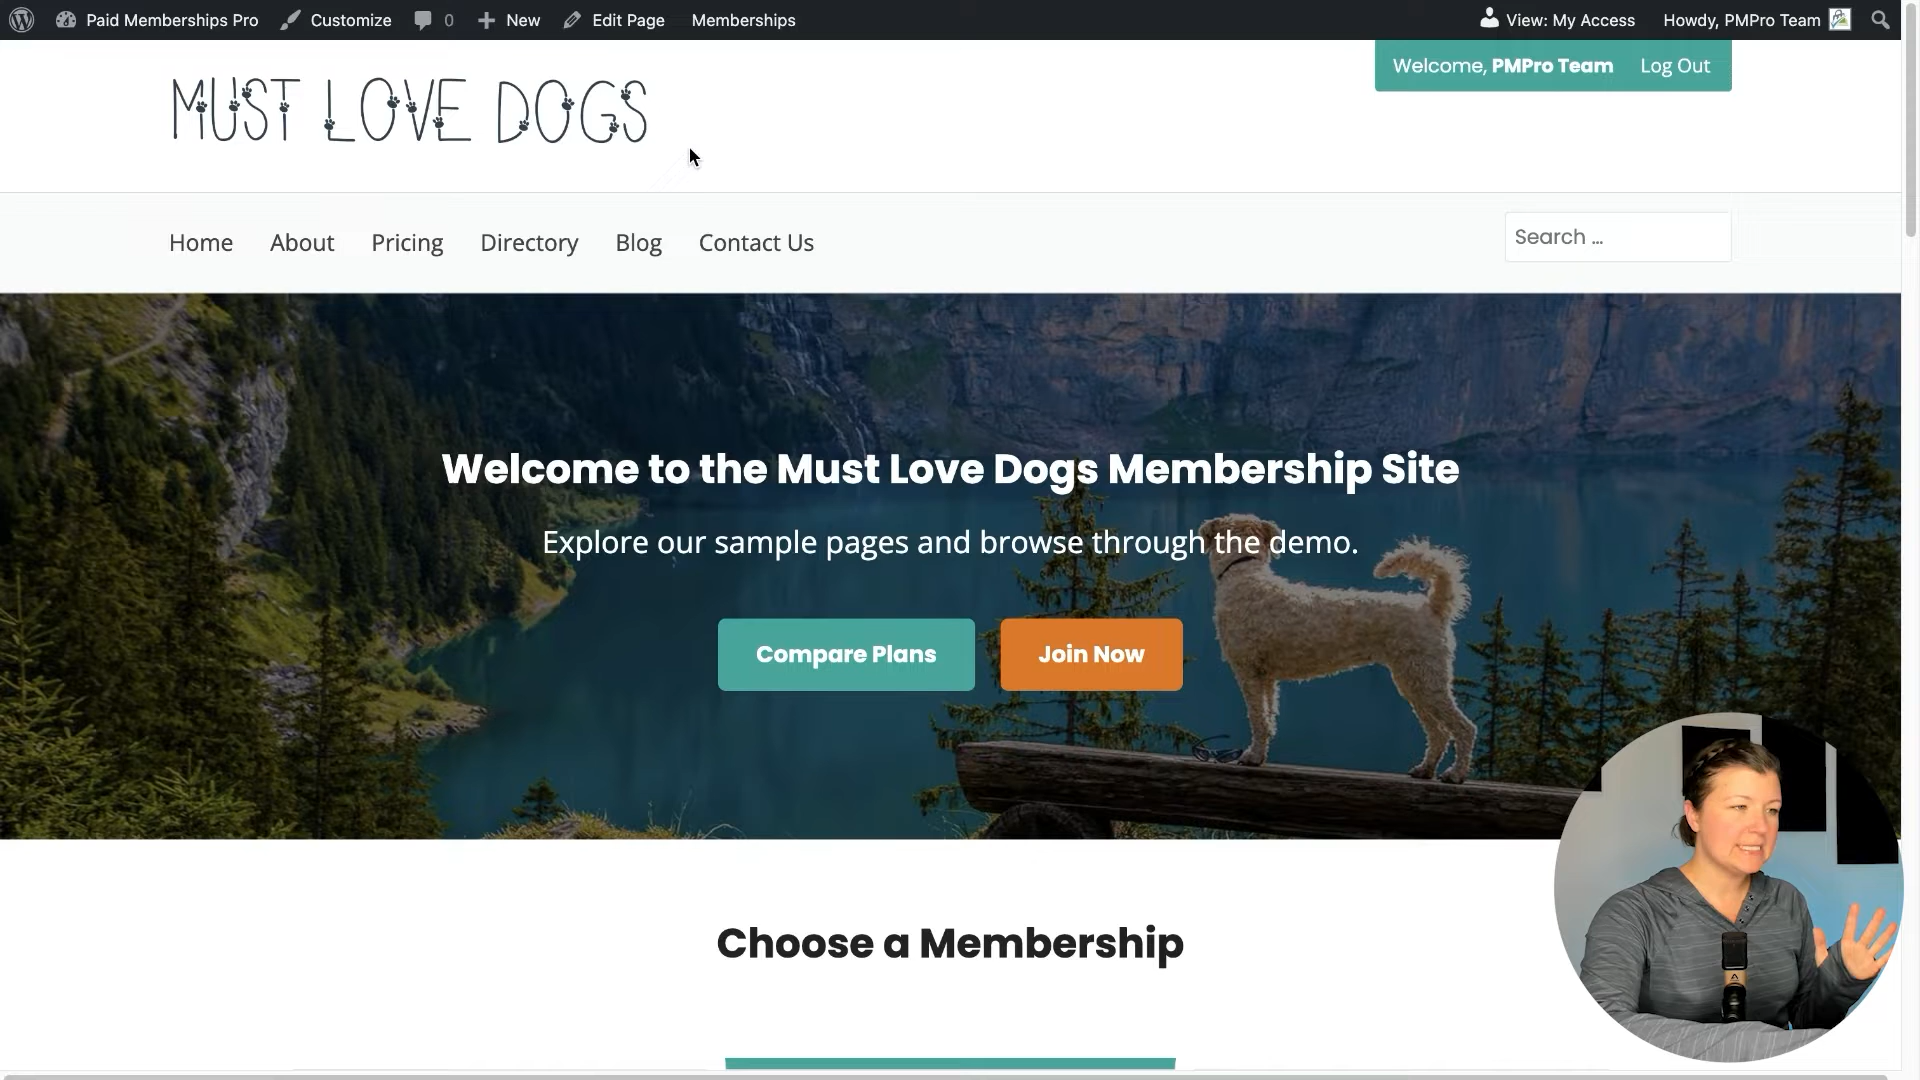 Paid Memberships Pro Customize 0 New Edit Page Memberships View: My Access Howdy, PMPro Team
Welcome, PMPro Team Log Out
MUST LOVE DOGS
Home About Pricing Directory Blog Contact Us Search ...
Welcome to the Must Love Dogs Membership Site
Explore our sample pages and browse through the demo.
Compare Plans Join Now
Choose a Membership